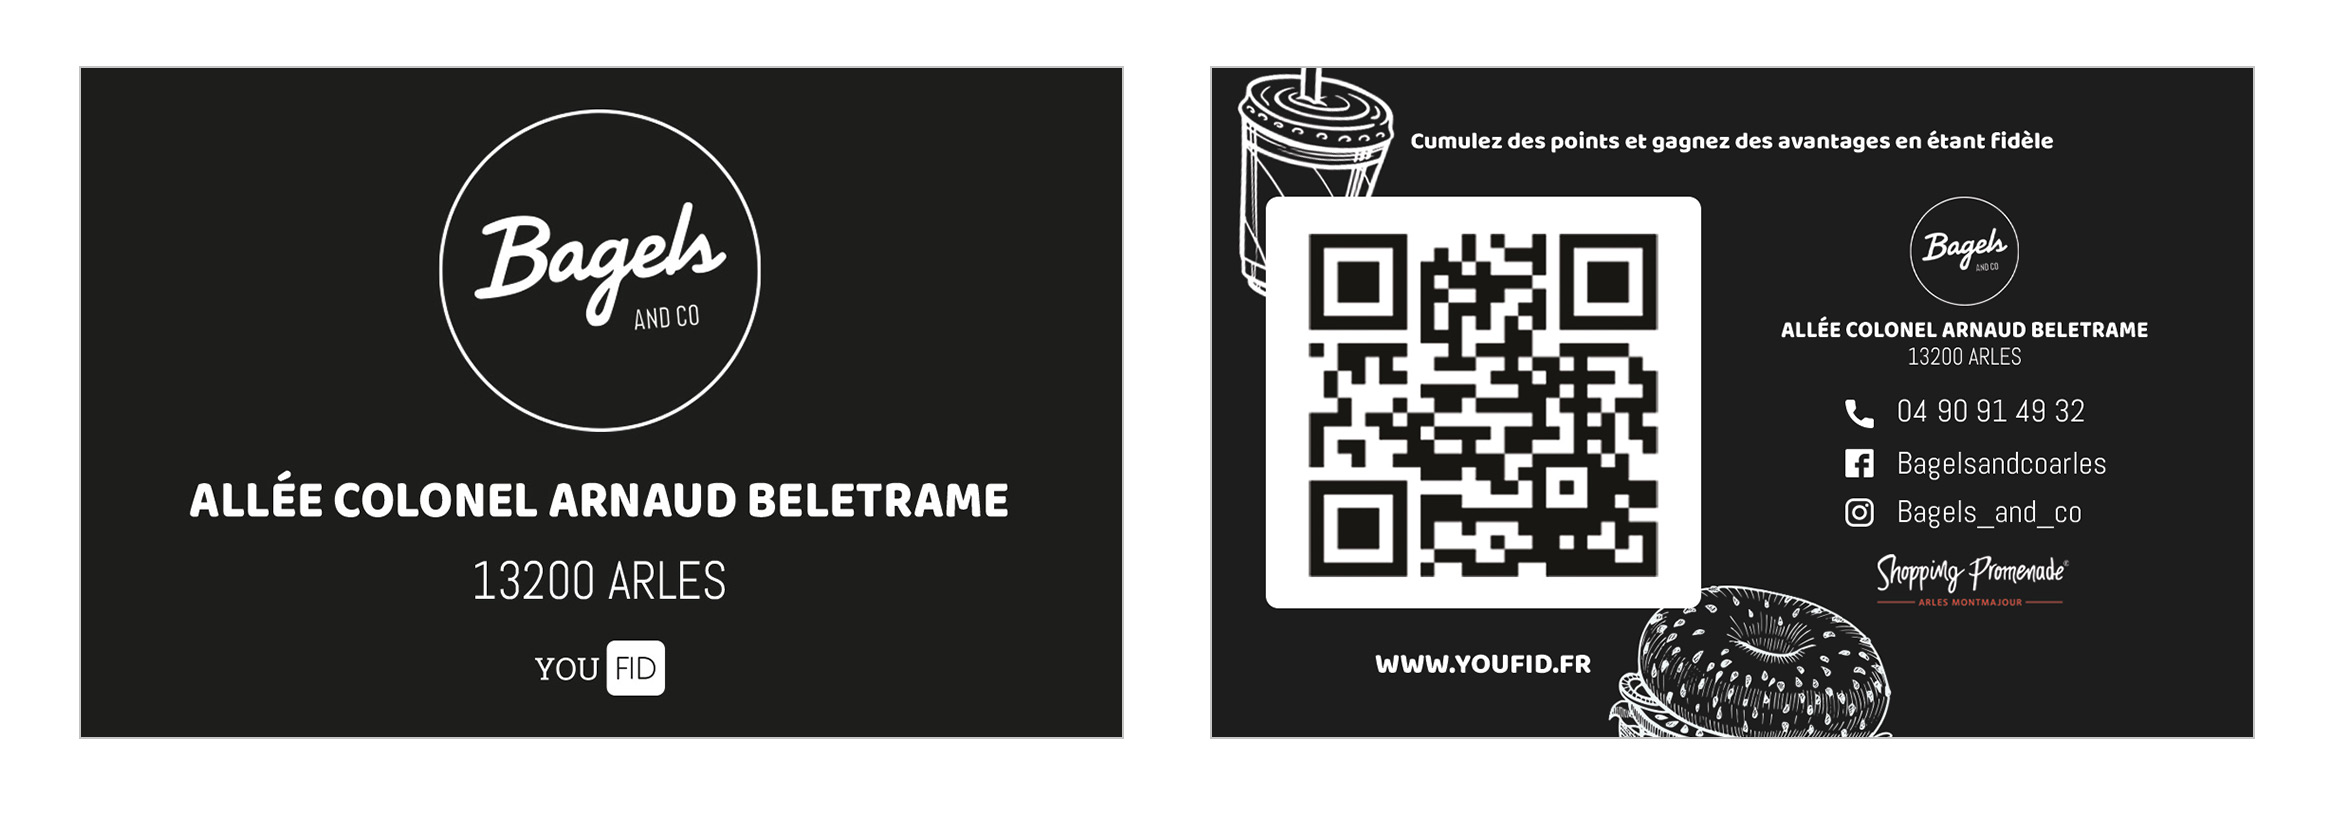 Bagels
AND CO
ALLÉE COLONEL ARNAUD BELETRAME
13200 ARLES
YOU FID
Cumulez des points et gagnez des avantages en étant fidèle
Bagels
AND CO
ALLÉE COLONEL ARNAUD BELETRAME
13200 ARLES
04 90 91 49 32
Bagelsandcoarles
Bagels_and_co
Shopping Promenade
ARLES MONTMAJOUR
WWW.YOUFID.FR